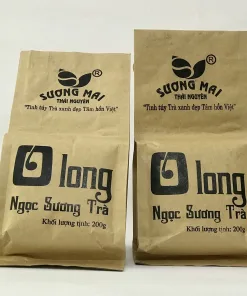 ®
SƯƠNG MAI
THÁI NGUYÊN
"Tinh túy Trà xanh đẹp Tâm hồn Việt"
Ô long
Ngọc Sương Trà
Khối lượng tịnh: 200g
®
SƯƠNG MAI
THÁI NGUYÊN
"Tinh túy Trà xanh đẹp Tâm hồn Việt"
Ô long
Ngọc Sương Trà
Khối lượng tịnh: 200g